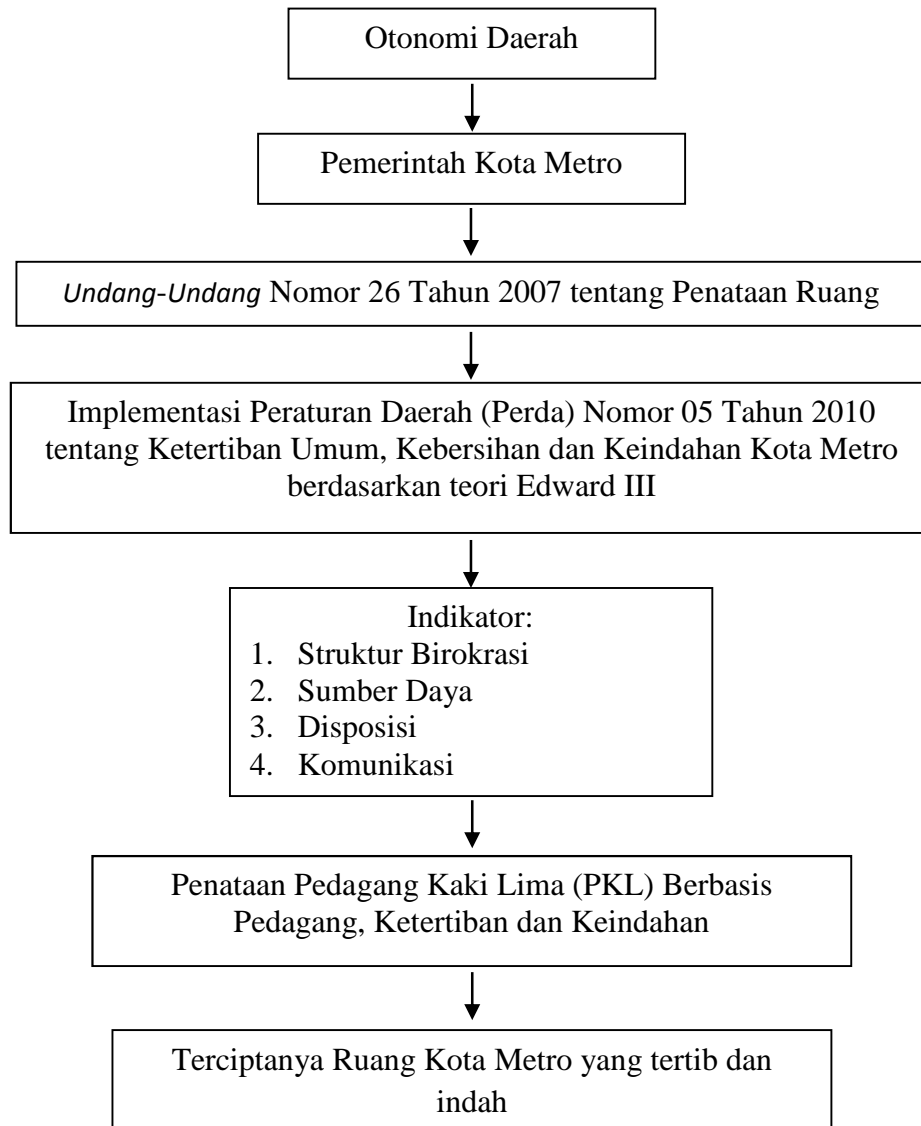 Otonomi Daerah
Pemerintah Kota Metro
Undang-Undang Nomor 26 Tahun 2007 tentang Penataan Ruang
Implementasi Peraturan Daerah (Perda) Nomor 05 Tahun 2010
tentang Ketertiban Umum, Kebersihan dan Keindahan Kota Metro
berdasarkan teori Edward III
Indikator:
1. Struktur Birokrasi
2. Sumber Daya
3. Disposisi
4. Komunikasi
Penataan Pedagang Kaki Lima (PKL) Berbasis
Pedagang, Ketertiban dan Keindahan
Terciptanya Ruang Kota Metro yang tertib dan
indah